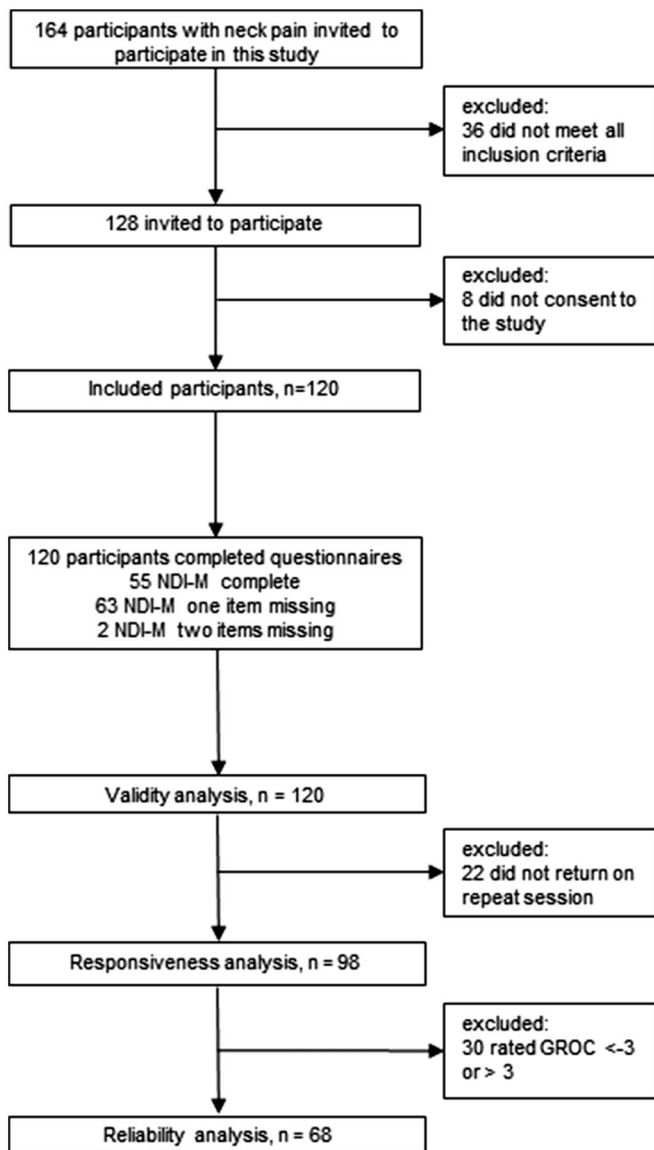 164 participants with neck pain invited to
participate in this study
excluded:
36 did not meet all
inclusion criteria
128 invited to participate
excluded:
8 did not consent to
the study
Included participants, n=120
120 participants completed questionnaires
55 NDI-M complete
63 NDI-M one item missing
2 NDI-M two items missing
Validity analysis, n = 120
excluded:
22 did not return on
repeat session
Responsiveness analysis, n = 98
excluded:
30 rated GROC <-3
or > 3
Reliability analysis, n = 68